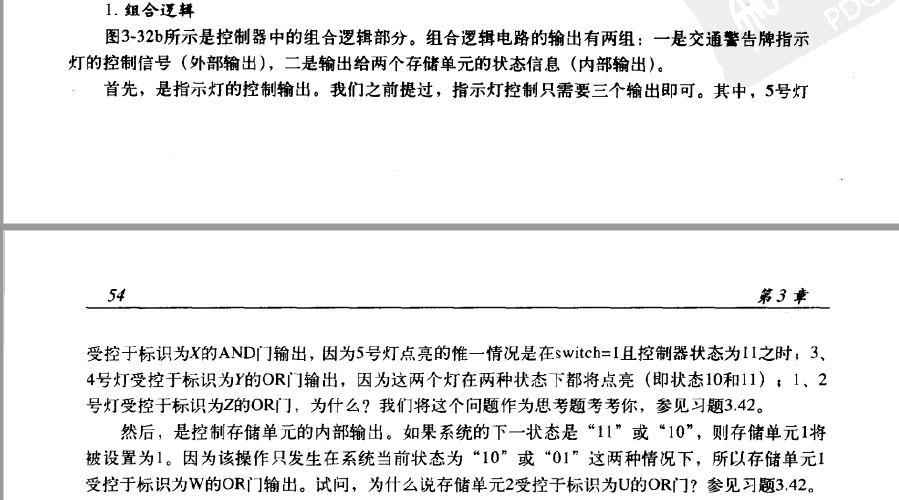 1. 组合逻辑
图3-32b所示是控制器中的组合逻辑部分。组合逻辑电路的输出有两组：一是交通警告牌指示
灯的控制信号（外部输出），二是输出给两个存储单元的状态信息（内部输出）。
首先，是指示灯的控制输出。我们之前提过，指示灯控制只需要三个输出即可。其中，5号灯
54
第3章
受控于标识为X的AND门输出，因为5号灯点亮的惟一情况是在switch=1且控制器状态为11之时；3、
4号灯受控于标识为Y的OR门输出，因为这两个灯在两种状态下都将点亮（即状态10和11）；1、2
号灯受控于标识为Z的OR门，为什么？我们将这个问题作为思考题考考你，参见习题3.42。
然后，是控制存储单元的内部输出。如果系统的下一状态是“11”或“10”，则存储单元1将
被设置为1。因为该操作只发生在系统当前状态为“10”或“01”这两种情况下，所以存储单元1
受控于标识为W的OR门输出。试问，为什么说存储单元2受控于标识为U的OR门？参见习题3.42。